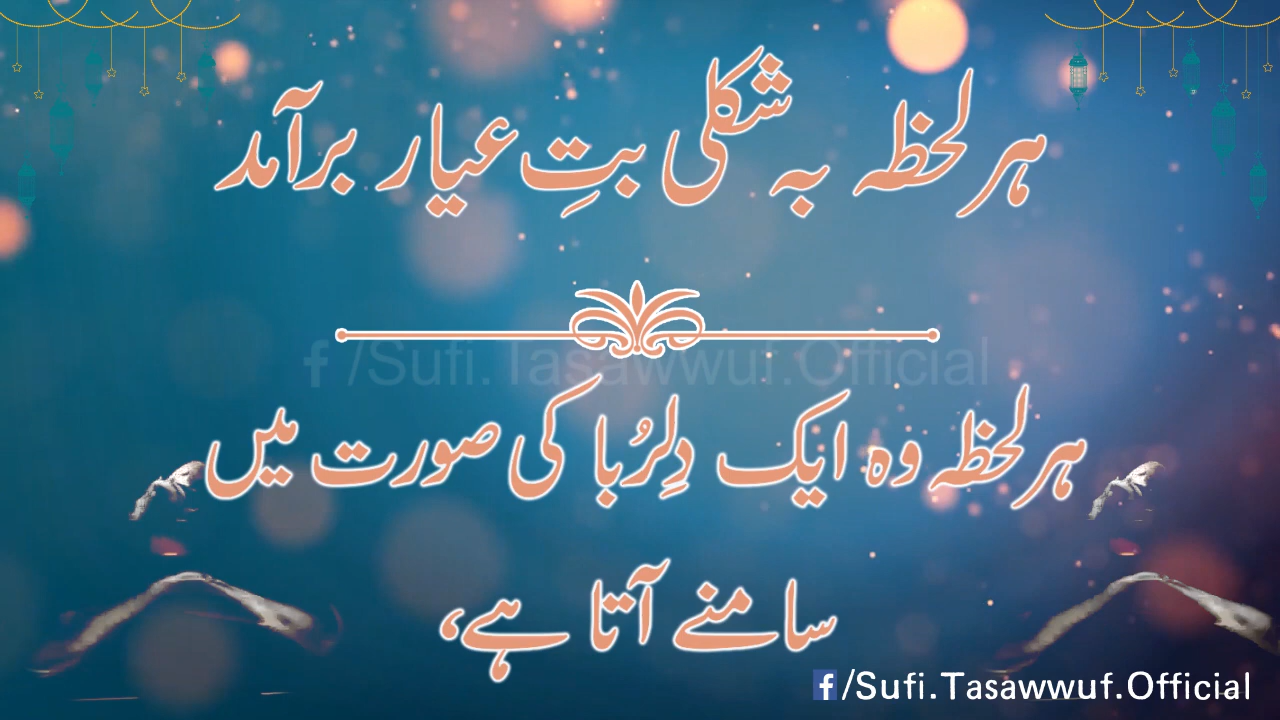 ہر لحظہ بہ شکلی بتِ عیار برآمد
f/Sufi.Tasawwuf.Official
ہر لحظہ وہ ایک دِلرُبا کی صورت میں
سامنے آتا ہے،
f/Sufi.Tasawwuf.Official